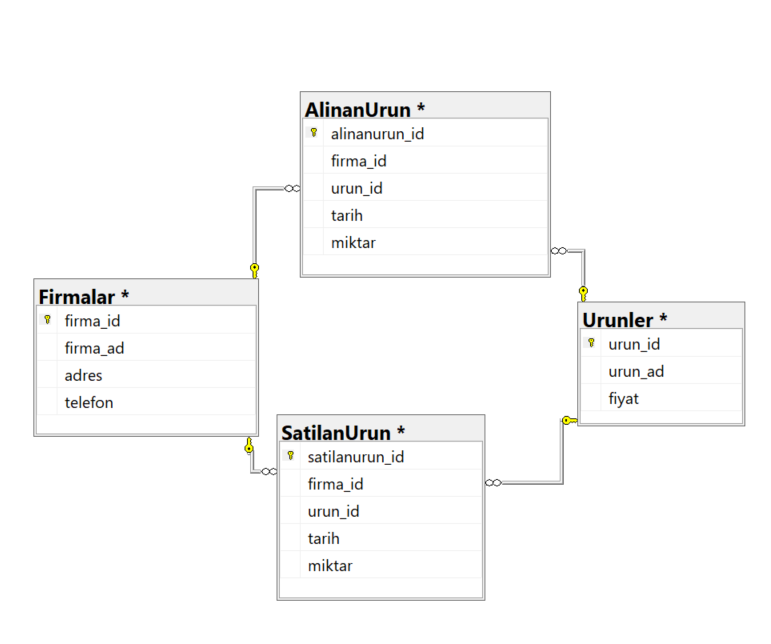 AlinanUrun *
alinanurun_id
firma_id
urun_id
tarih
miktar
Firmalar *
firma_id
firma_ad
adres
telefon
Urunler *
urun_id
urun_ad
fiyat
SatilanUrun *
satilanurun_id
firma_id
urun_id
tarih
miktar